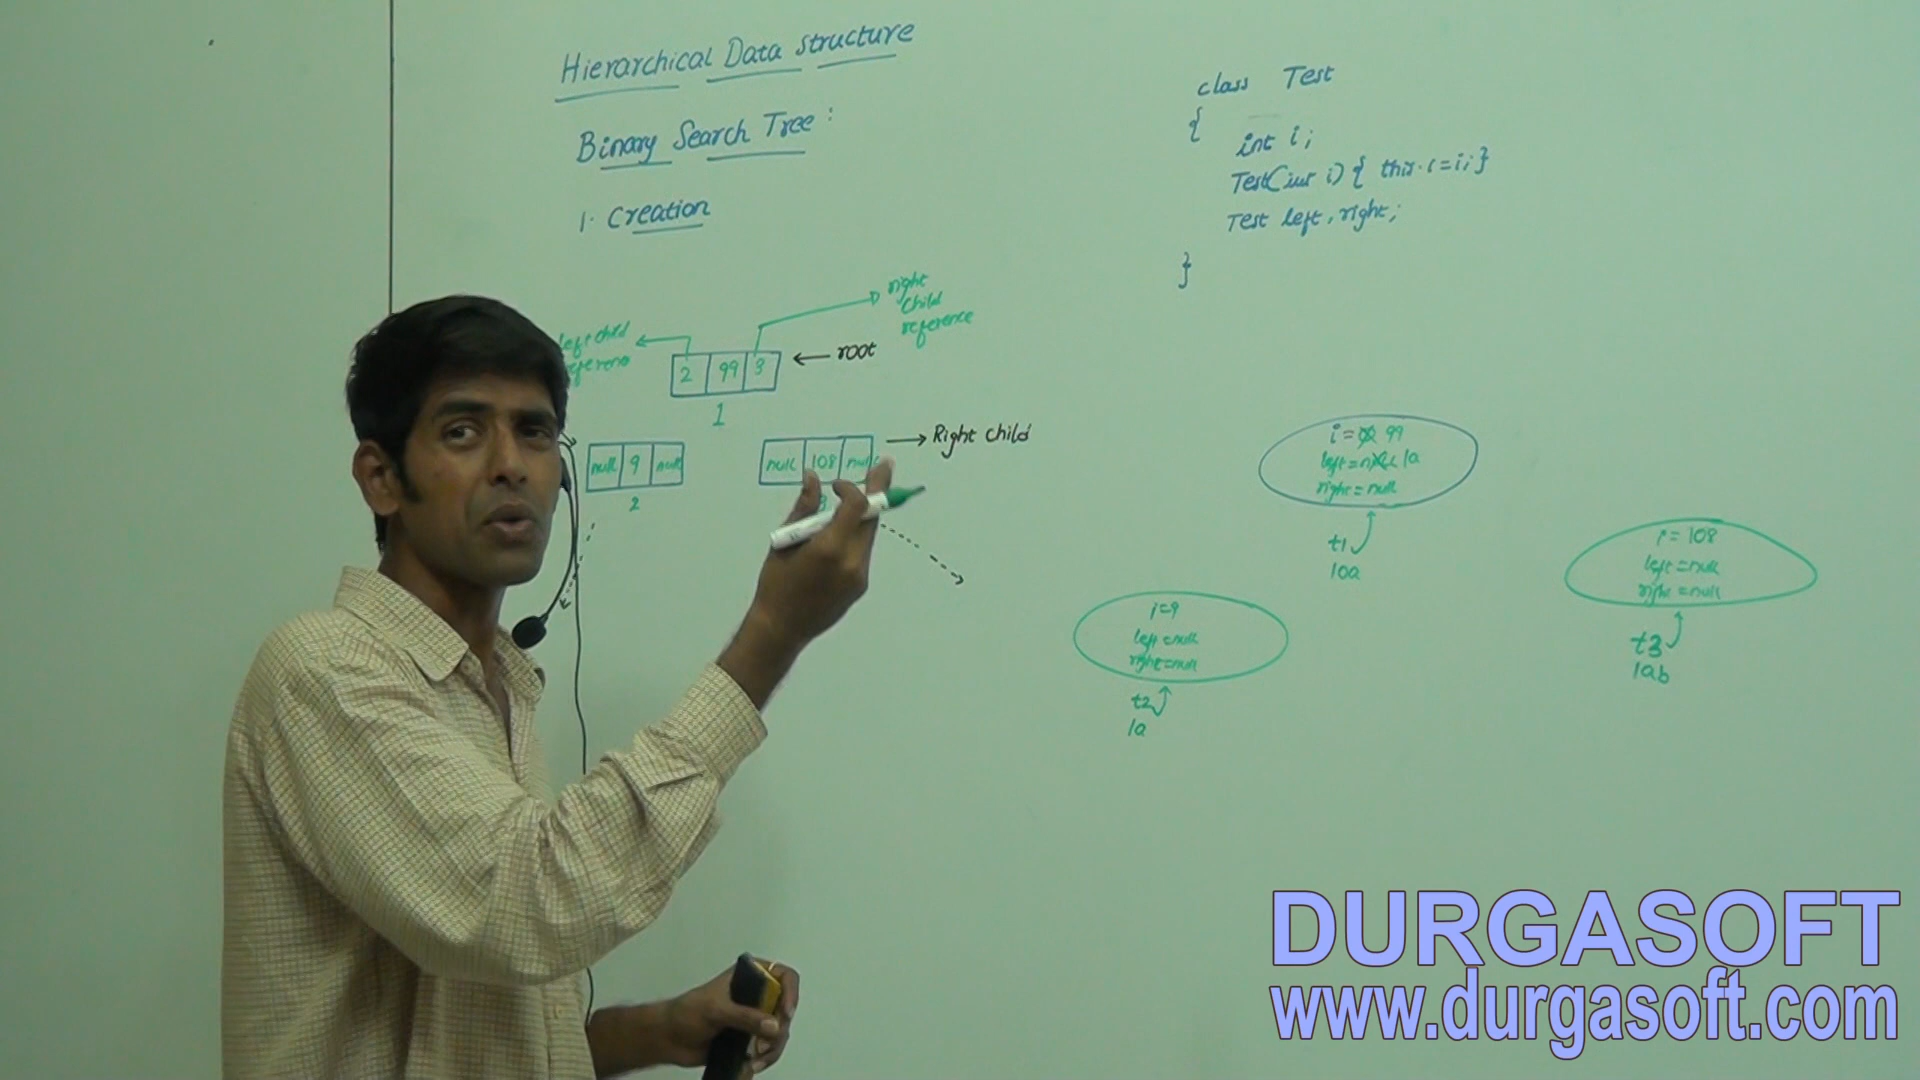 Hierarchical Data structure
Binary Search Tree :
1. Creation
class Test
{
int i;
Test(int i) { this.i=i; }
Test left, right;
}
right
child
reference
left child
2 99 3
← root
1
null 9 null
2
null 108 null
→ Right child
i = 99
left = null 1a
right = null
t1
10a
i = 108
left = null
right = null
t3
1ab
i=9
left = null
right = null
t2
1a
DURGASOFT
www.durgasoft.com